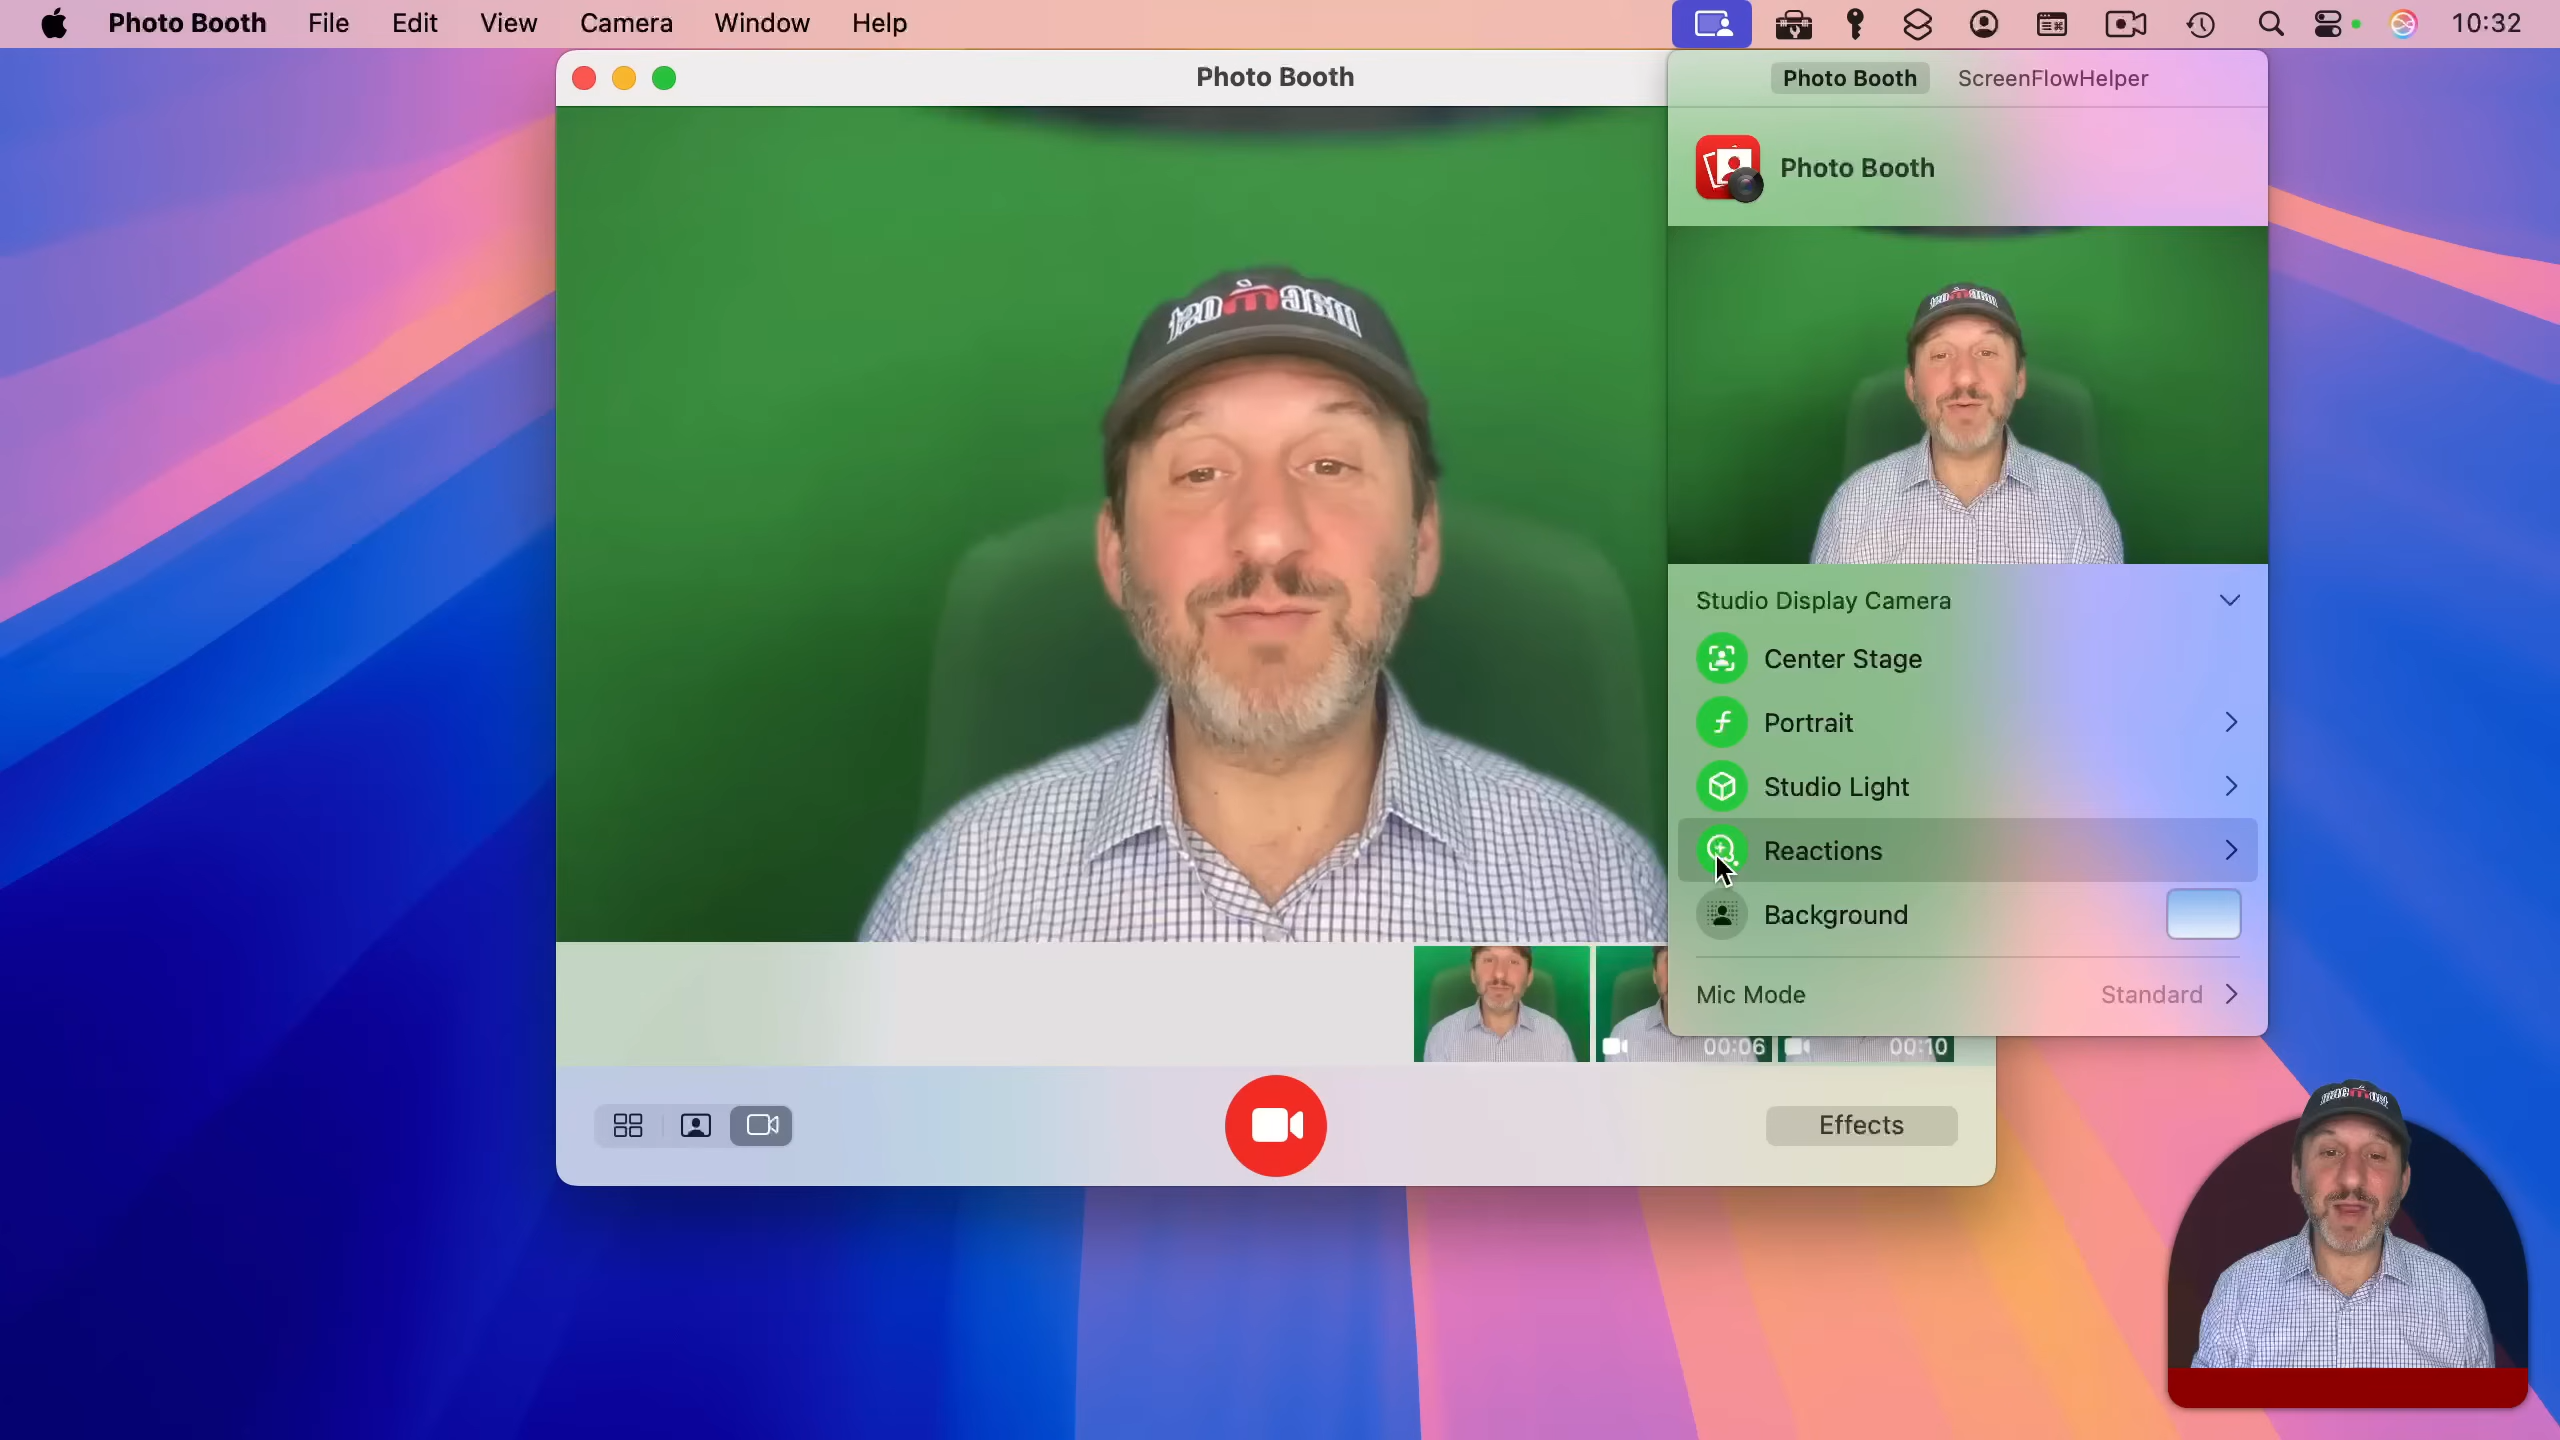 Photo Booth File Edit View Camera Window Help 10:32
Photo Booth
Photo Booth ScreenFlowHelper
Photo Booth
Studio Display Camera
Center Stage
Portrait
Studio Light
Reactions
Background
Mic Mode Standard
00:06 00:10
Effects